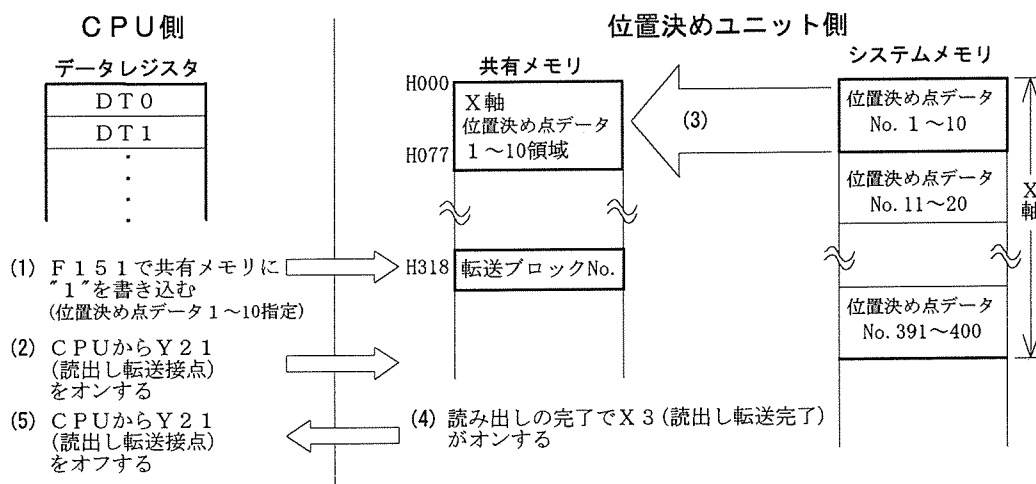 CPU側
位置決めユニット側
データレジスタ
DT0
DT1
共有メモリ
H000
X軸
位置決め点データ
1～10領域
H077
H318
転送ブロックNo.
(3)
システムメモリ
位置決め点データ
No. 1～10
位置決め点データ
No. 11～20
位置決め点データ
No. 391～400
X軸
(1) F151で共有メモリに
"1"を書き込む
(位置決め点データ1～10指定)
(2) CPUからY21
(読出し転送接点)
をオンする
(5) CPUからY21
(読出し転送接点)
をオフする
(4) 読み出しの完了でX3(読出し転送完了)
がオンする